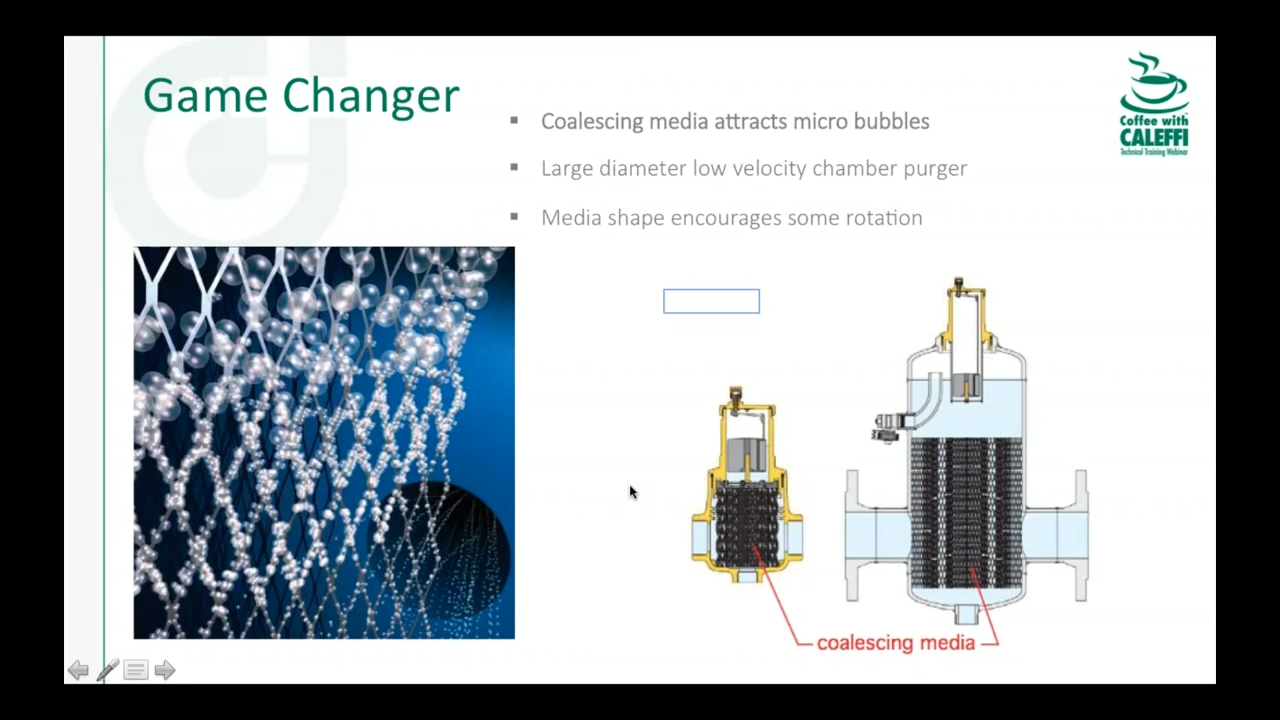 Game Changer
Coalescing media attracts micro bubbles
Large diameter low velocity chamber purger
Media shape encourages some rotation
Coffee with
CALEFFI
Technical Training Webinar
coalescing media